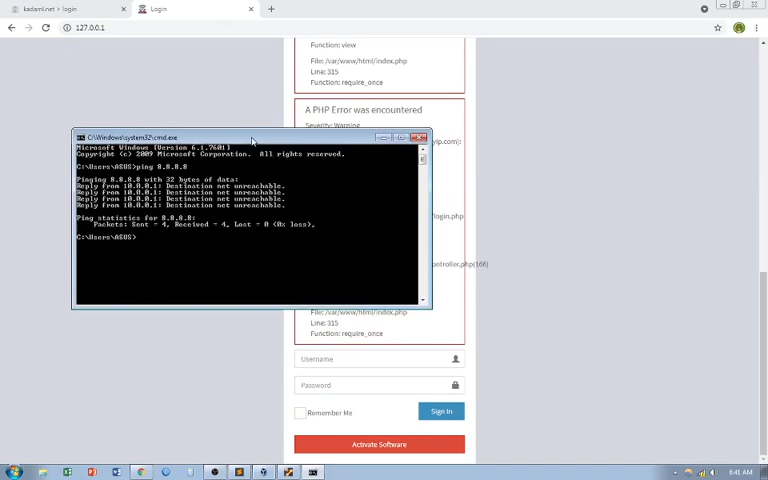 kadaml.net > login
Login
127.0.0.1
Function: view
File: /var/www/html/index.php
Line: 315
Function: require_once
A PHP Error was encountered
Severity: Warning
C:\Windows\system32\cmd.exe
Microsoft Windows [Version 6.1.7601]
Copyright (c) 2009 Microsoft Corporation. All rights reserved.
C:\Users\ASUS>ping 8.8.8.8
yip.com]:
Pinging 8.8.8.8 with 32 bytes of data:
Reply from 10.0.0.1: Destination net unreachable.
Reply from 10.0.0.1: Destination net unreachable.
Reply from 10.0.0.1: Destination net unreachable.
Reply from 10.0.0.1: Destination net unreachable.
Ping statistics for 8.8.8.8:
Packets: Sent = 4, Received = 4, Lost = 0 (0% loss),
C:\Users\ASUS>
login.php
ontroller.php(166)
File: /var/www/html/index.php
Line: 315
Function: require_once
Username
Password
Remember Me
Sign In
Activate Software
6:41 AM